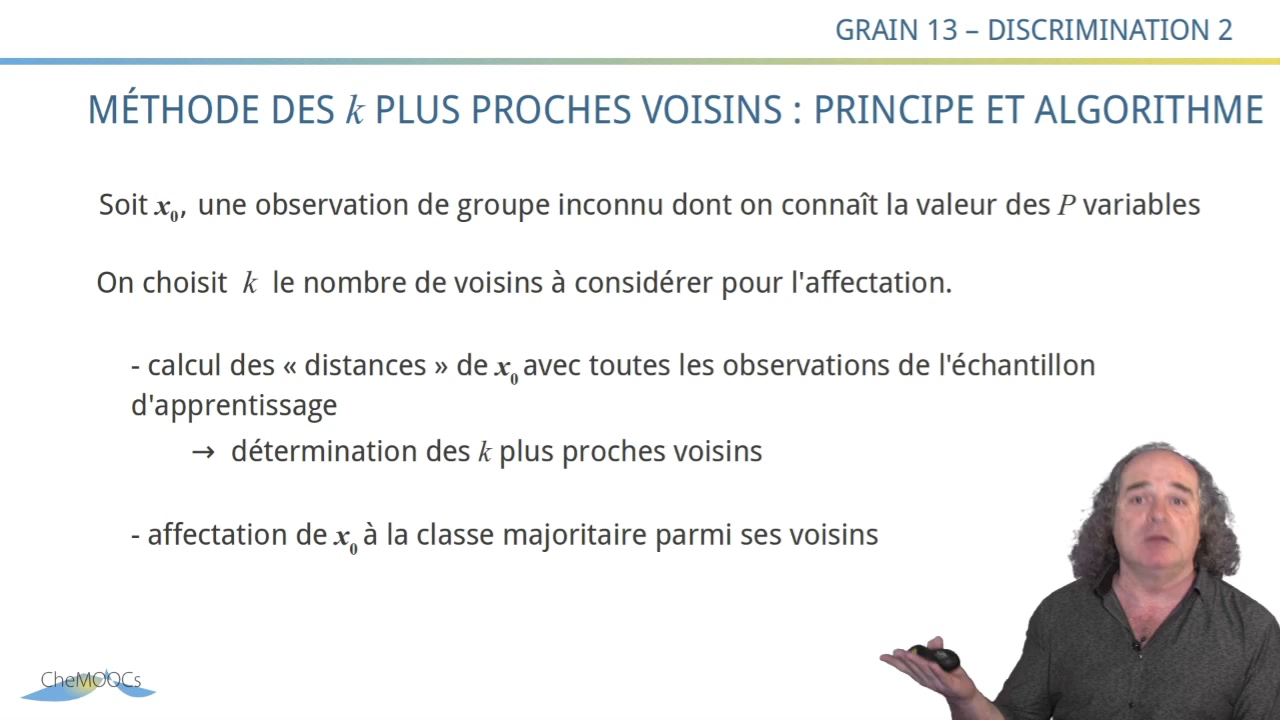 GRAIN 13 – DISCRIMINATION 2
MÉTHODE DES k PLUS PROCHES VOISINS : PRINCIPE ET ALGORITHME
Soit x₀, une observation de groupe inconnu dont on connaît la valeur des P variables
On choisit k le nombre de voisins à considérer pour l'affectation.
- calcul des « distances » de x₀ avec toutes les observations de l'échantillon
d'apprentissage
→ détermination des k plus proches voisins
- affectation de x₀ à la classe majoritaire parmi ses voisins
CheMOOCs